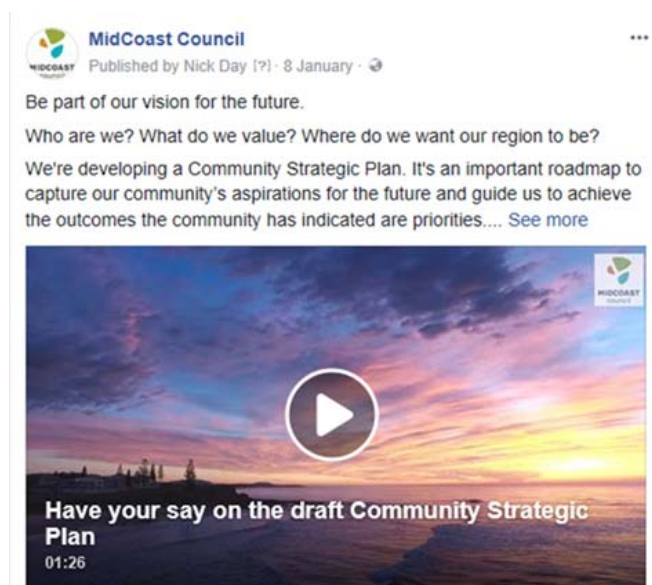 MidCoast Council
MIDCOAST
council
Published by Nick Day [?] · 8 January ·
Be part of our vision for the future.
Who are we? What do we value? Where do we want our region to be?
We're developing a Community Strategic Plan. It's an important roadmap to
capture our community's aspirations for the future and guide us to achieve
the outcomes the community has indicated are priorities.... See more
MIDCOAST
council
Have your say on the draft Community Strategic
Plan
01:26